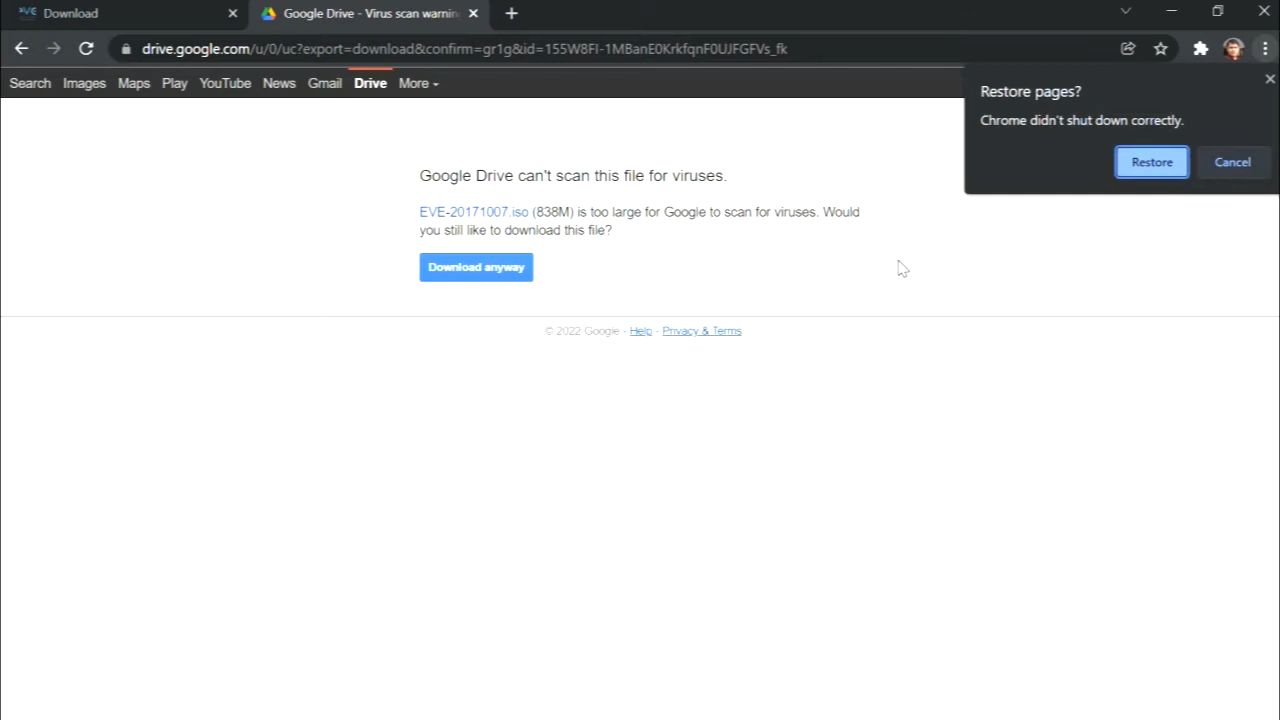 EVE Download
Google Drive - Virus scan warnin
drive.google.com/u/0/uc?export=download&confirm=gr1g&id=155W8FI-1MBanE0KrkfqnF0UJFGFVs_fk
Search Images Maps Play YouTube News Gmail Drive More
Restore pages?
Chrome didn't shut down correctly.
Restore Cancel
Google Drive can't scan this file for viruses.
EVE-20171007.iso (838M) is too large for Google to scan for viruses. Would
you still like to download this file?
Download anyway
© 2022 Google - Help - Privacy & Terms